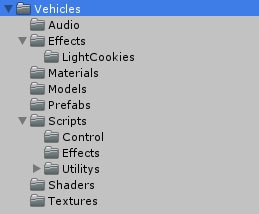 Vehicles
Audio
Effects
LightCookies
Materials
Models
Prefabs
Scripts
Control
Effects
Utilitys
Shaders
Textures